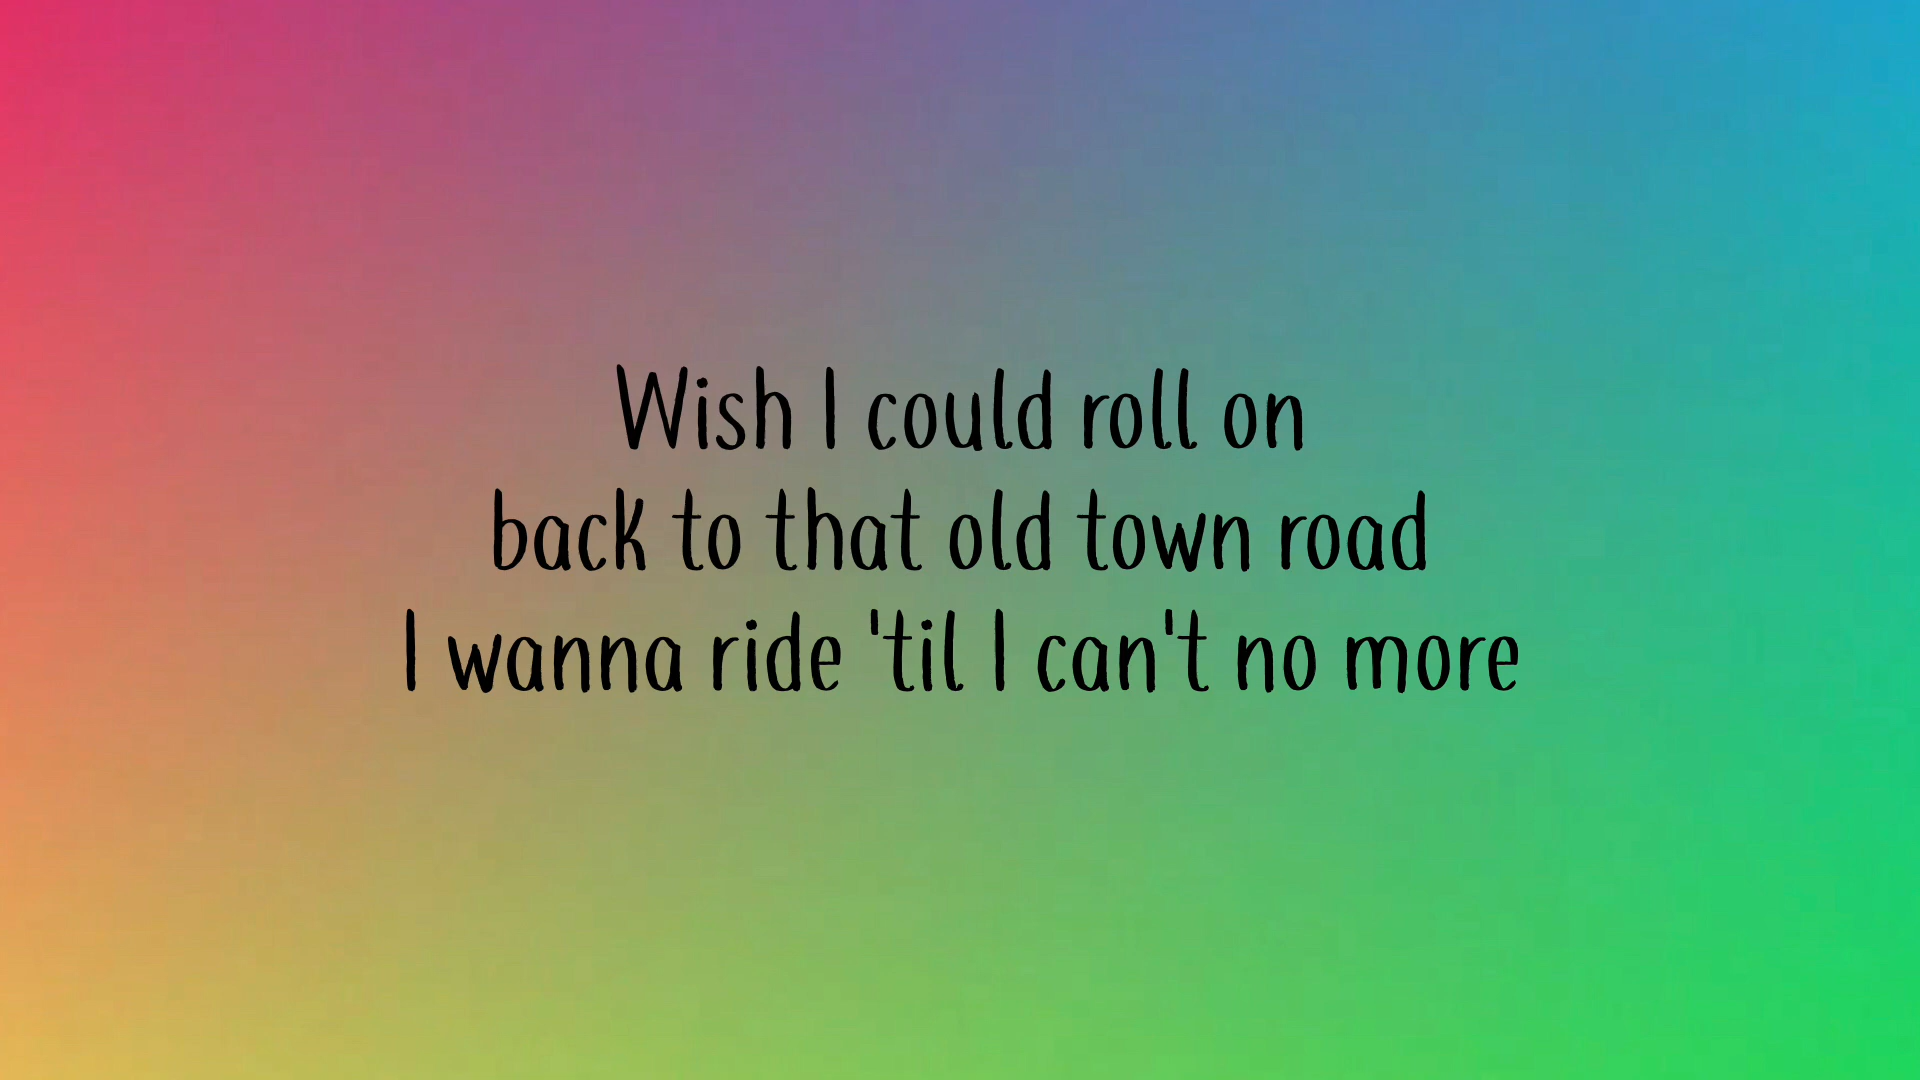 Wish I could roll on
back to that old town road
I wanna ride 'til I can't no more